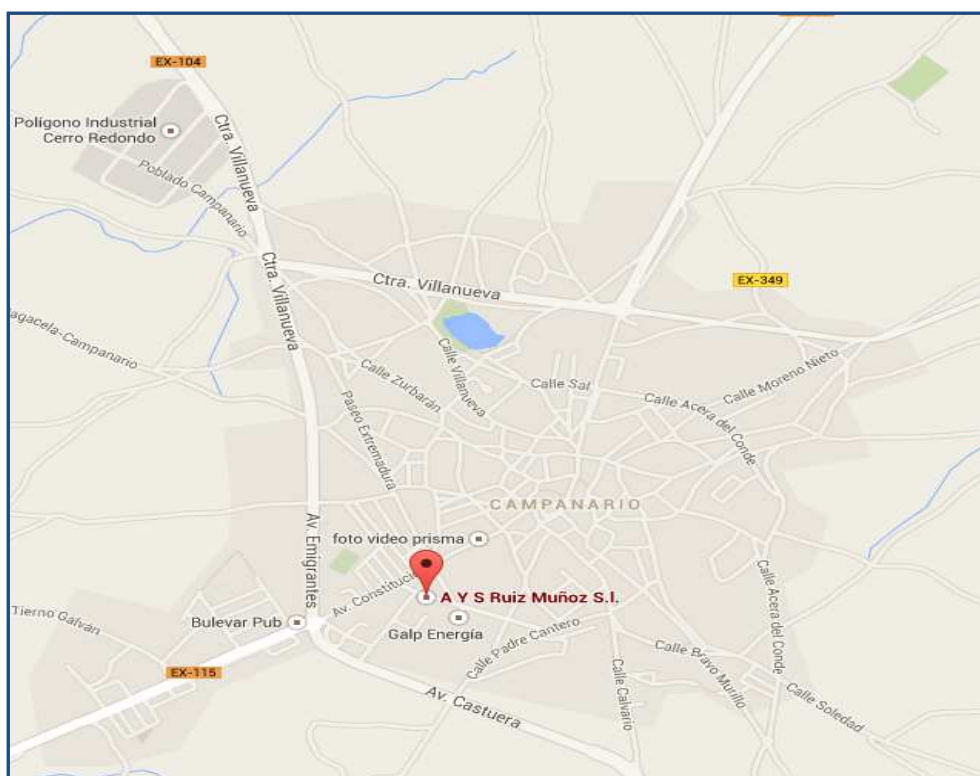 EX-104
Polígono Industrial
Cerro Redondo
Ctra. Villanueva
Poblado Campanario
Ctra. Villanueva
Ctra. Villanueva
EX-349
agacela-Campanario
Calle Villanueva
Calle Zurbarán
Calle Sal
Calle Moreno Nieto
Calle Acera del Conde
Paseo Extremadura
CAMPANARIO
foto video prisma
Av. Emigrantes
Av. Constitució
A Y S Ruiz Muñoz S.l.
Tierno Galván
Bulevar Pub
Galp Energía
Calle Padre Cantero
Calle Acera del Conde
EX-115
Calle Bravo Murillo
Calle Calvario
Av. Castuera
Calle Soledad